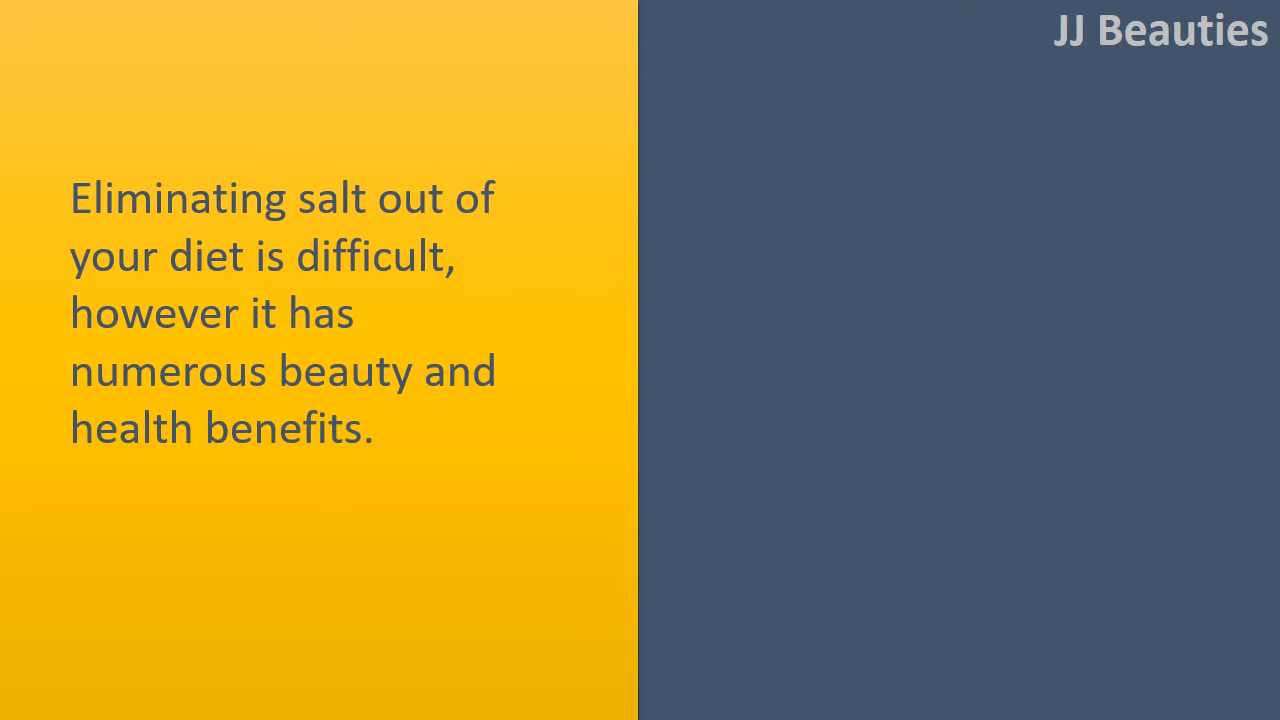 JJ Beauties
Eliminating salt out of
your diet is difficult,
however it has
numerous beauty and
health benefits.